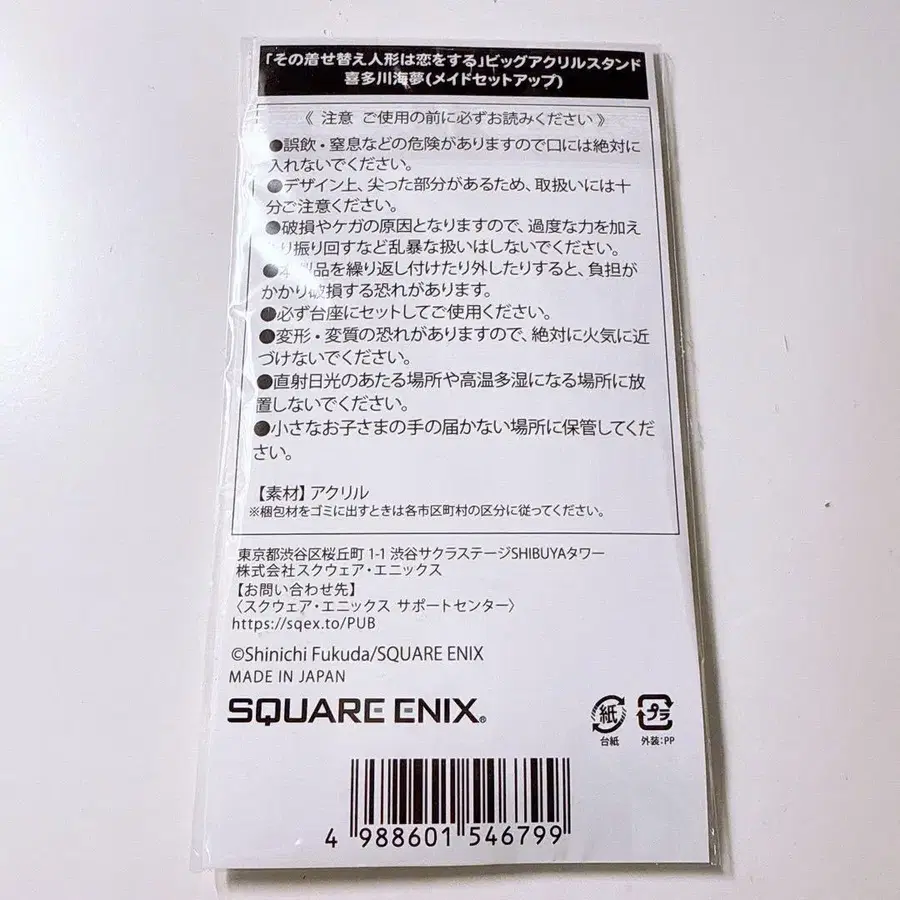 「その着せ替え人形は恋をする」ビッグアクリルスタンド
喜多川海夢(メイドセットアップ)
《 注意 ご使用の前に必ずお読みください 》
●誤飲・窒息などの危険がありますので口には絶対に
入れないでください。
●デザイン上、尖った部分があるため、取扱いには十
分ご注意ください。
●破損やケガの原因となりますので、過度な力を加え
たり振り回すなど乱暴な扱いはしないでください。
●本製品を繰り返し付けたり外したりすると、負担が
かかり破損する恐れがあります。
●必ず台座にセットしてご使用ください。
●変形・変質の恐れがありますので、絶対に火気に近
づけないでください。
●直射日光のあたる場所や高温多湿になる場所に放
置しないでください。
●小さなお子さまの手の届かない場所に保管してくだ
さい。
【素材】アクリル
※梱包材をゴミに出すときは各市区町村の区分に従ってください。
東京都渋谷区桜丘町 1-1 渋谷サクラステージSHIBUYAタワー
株式会社スクウェア・エニックス
【お問い合わせ先】
〈スクウェア・エニックス サポートセンター〉
https://sqex.to/PUB
©Shinichi Fukuda/SQUARE ENIX
MADE IN JAPAN
SQUARE ENIX®
紙
台紙
プラ
外装:PP
4 988601 546799